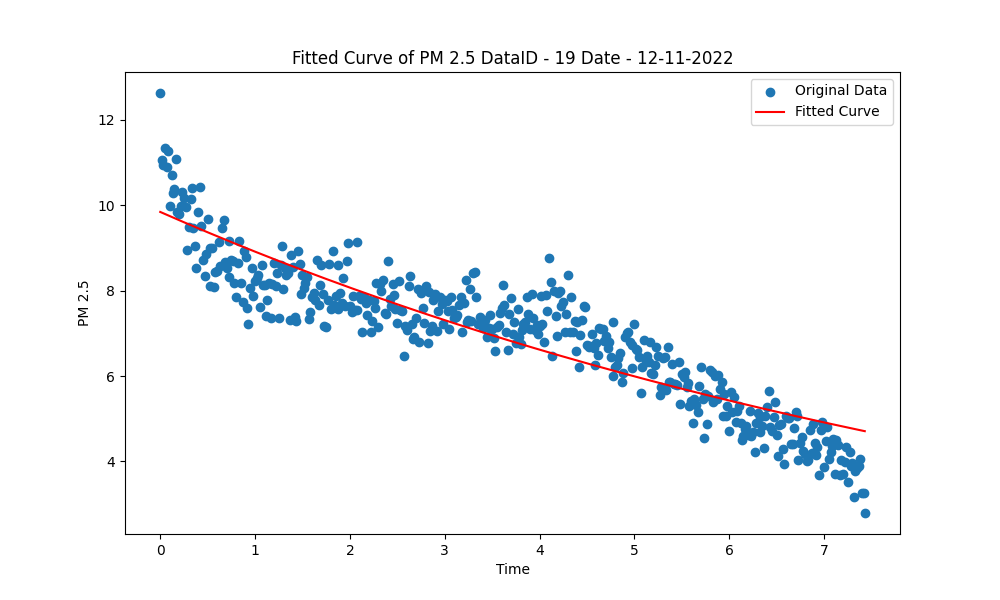 Fitted Curve of PM 2.5 DataID - 19 Date - 12-11-2022
Original Data
Fitted Curve
12
10
8
6
4
PM 2.5
0 1 2 3 4 5 6 7
Time